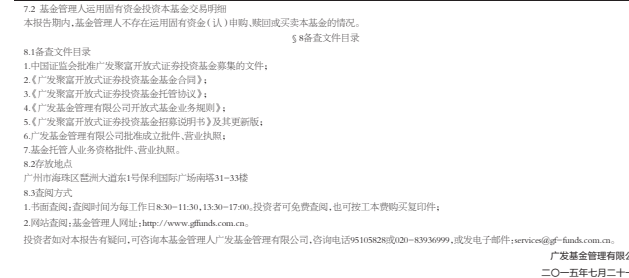 7.2 基金管理人运用固有资金投资本基金交易明细
本报告期内,基金管理人不存在运用固有资金(认)申购、赎回或买卖本基金的情况。
§8备查文件目录
8.1备查文件目录
1.中国证监会批准广发聚富开放式证券投资基金募集的文件;
2.《广发聚富开放式证券投资基金基金合同》;
3.《广发聚富开放式证券投资基金托管协议》;
4.《广发基金管理有限公司开放式基金业务规则》;
5.《广发聚富开放式证券投资基金招募说明书》及其更新版;
6.广发基金管理有限公司批准成立批件、营业执照;
7.基金托管人业务资格批件、营业执照。
8.2存放地点
广州市海珠区琶洲大道东1号保利国际广场南塔31-33楼
8.3查阅方式
1.书面查阅:查阅时间为每工作日8:30-11:30,13:30-17:00。投资者可免费查阅,也可按工本费购买复印件;
2.网站查阅:基金管理人网址:http://www.gffunds.com.cn。
投资者如对本报告有疑问,可咨询本基金管理人广发基金管理有限公司,咨询电话95105828或020-83936999,或发电子邮件:services@gf-funds.com.cn。
广发基金管理有限公
二〇一五年七月二十